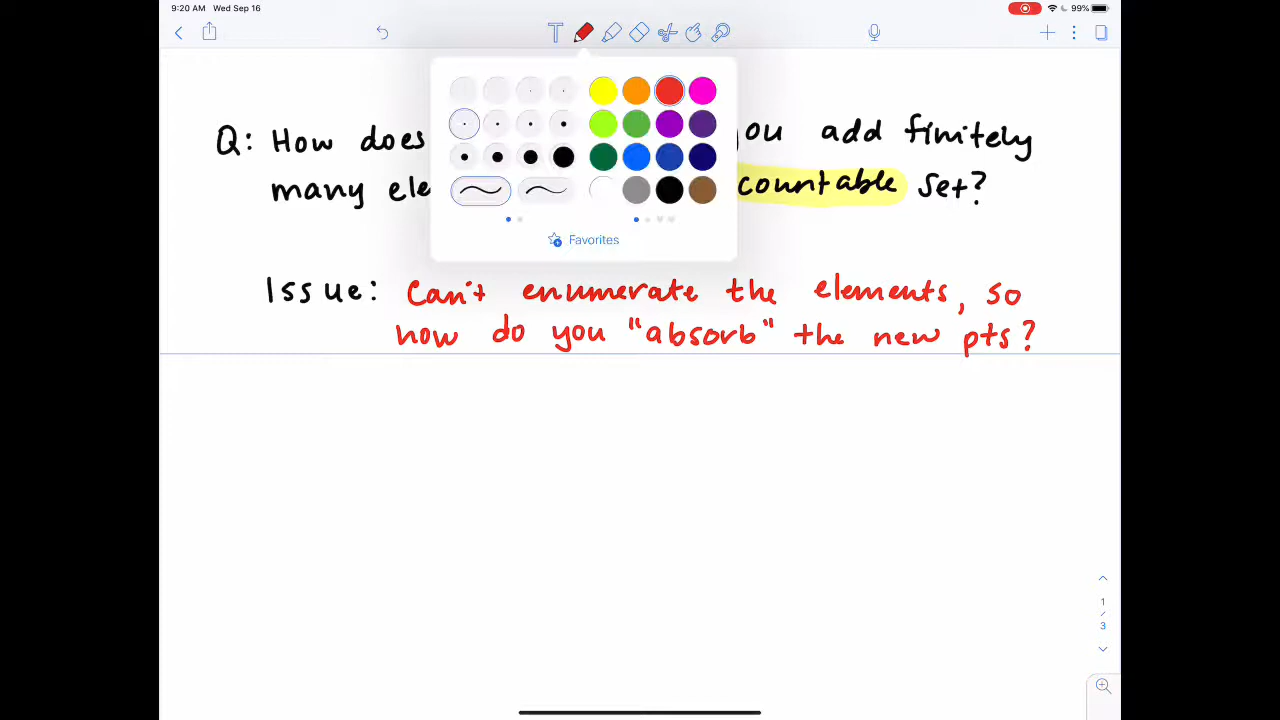 9:20 AM Wed Sep 16
99%
T
Q: How does you add finitely
many ele countable set?
Favorites
Issue: Can't enumerate the elements, so
how do you "absorb" the new pts?
1
/
3